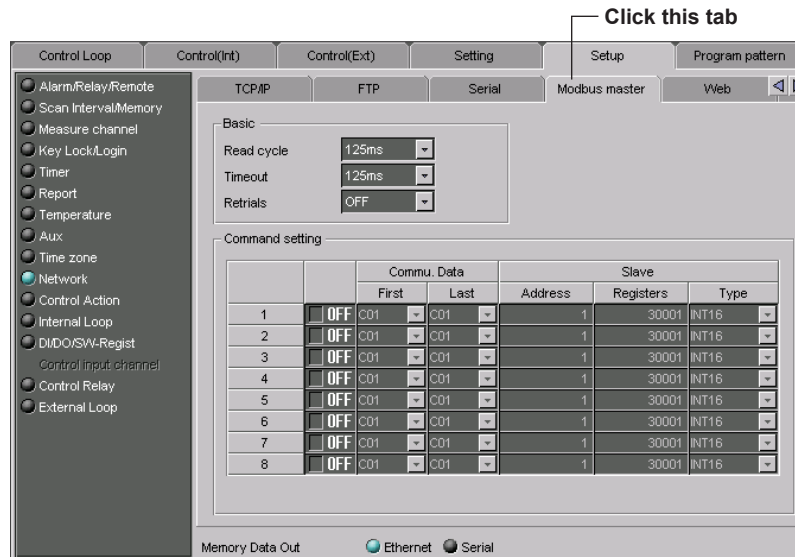 Click this tab
Control Loop Control(Int) Control(Ext) Setting Setup Program pattern
Alarm/Relay/Remote
Scan Interval/Memory
Measure channel
Key Lock/Login
Timer
Report
Temperature
Aux
Time zone
Network
Control Action
Internal Loop
DI/DO/SW-Regist
Control input channel
Control Relay
External Loop
TCP/IP FTP Serial Modbus master Web
Basic
Read cycle 125ms
Timeout 125ms
Retrials OFF
Command setting
Commu. Data Slave
First Last Address Registers Type
1 OFF C01 C01 1 30001 INT16
2 OFF C01 C01 1 30001 INT16
3 OFF C01 C01 1 30001 INT16
4 OFF C01 C01 1 30001 INT16
5 OFF C01 C01 1 30001 INT16
6 OFF C01 C01 1 30001 INT16
7 OFF C01 C01 1 30001 INT16
8 OFF C01 C01 1 30001 INT16
Memory Data Out Ethernet Serial